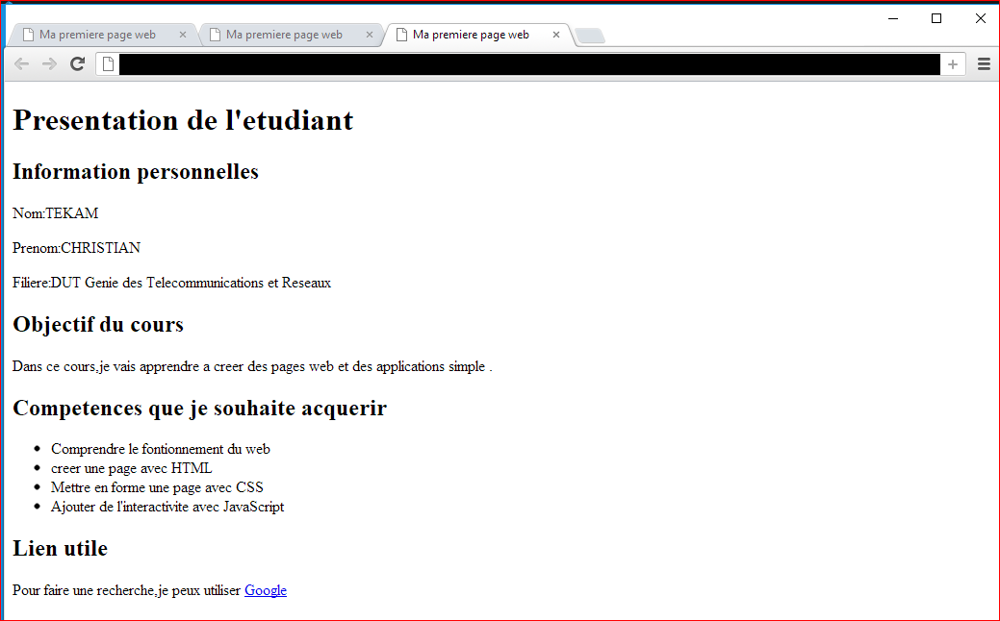 Ma premiere page web
Ma premiere page web
Ma premiere page web
Presentation de l'etudiant
Information personnelles
Nom:TEKAM
Prenom:CHRISTIAN
Filiere:DUT Genie des Telecommunications et Reseaux
Objectif du cours
Dans ce cours,je vais apprendre a creer des pages web et des applications simple .
Competences que je souhaite acquerir
Comprendre le fontionnement du web
creer une page avec HTML
Mettre en forme une page avec CSS
Ajouter de l'interactivite avec JavaScript
Lien utile
Pour faire une recherche,je peux utiliser Google